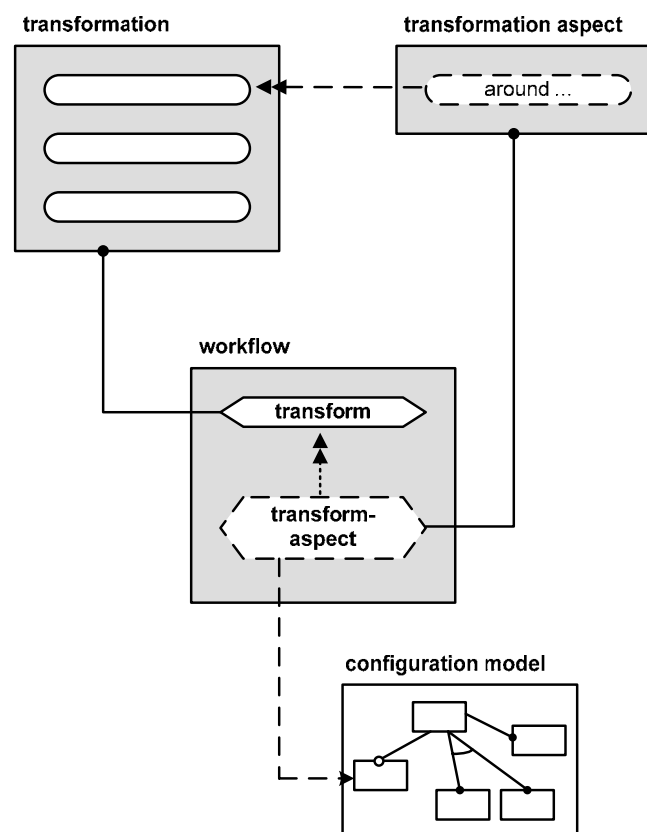 transformation
transformation aspect
around ...
workflow
transform
transform-
aspect
configuration model